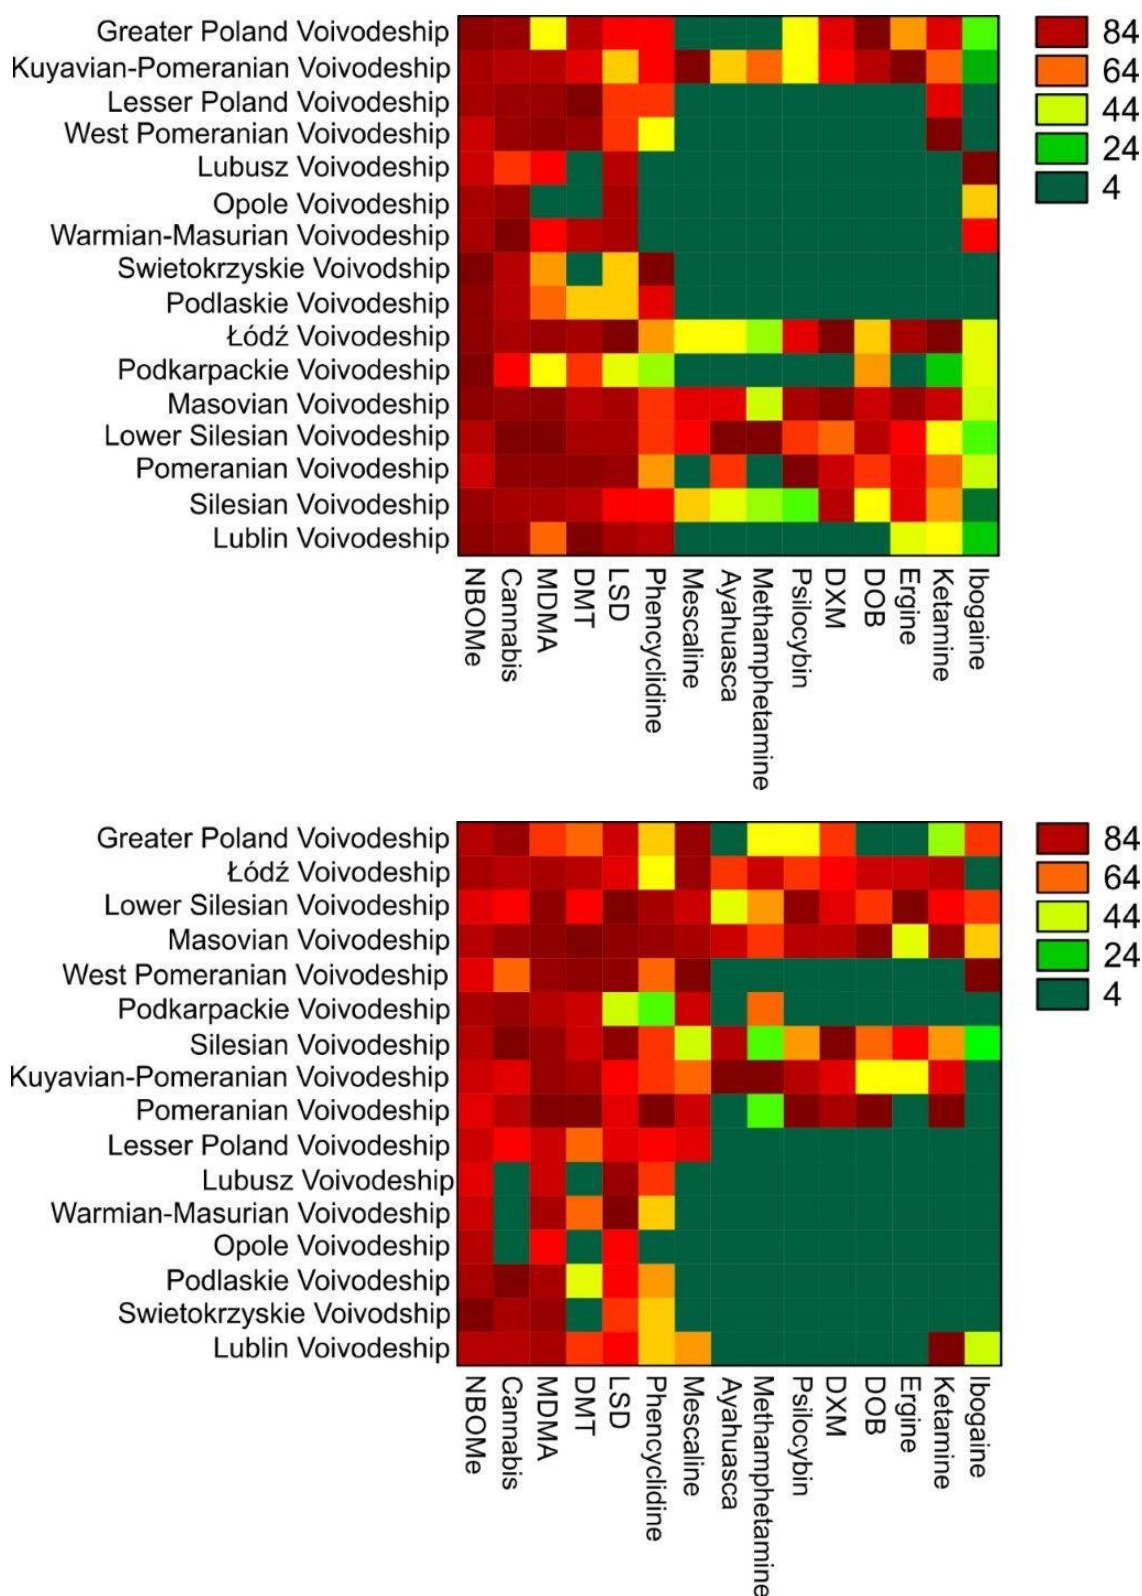 Greater Poland Voivodeship
Kuyavian-Pomeranian Voivodeship
Lesser Poland Voivodeship
West Pomeranian Voivodeship
Lubusz Voivodeship
Opole Voivodeship
Warmian-Masurian Voivodeship
Swietokrzyskie Voivodship
Podlaskie Voivodeship
Łódź Voivodeship
Podkarpackie Voivodeship
Masovian Voivodeship
Lower Silesian Voivodeship
Pomeranian Voivodeship
Silesian Voivodeship
Lublin Voivodeship
84
64
44
24
4
NBOMe
Cannabis
MDMA
DMT
LSD
Phencyclidine
Mescaline
Ayahuasca
Methamphetamine
Psilocybin
DXM
DOB
Ergine
Ketamine
Ibogaine
Greater Poland Voivodeship
Łódź Voivodeship
Lower Silesian Voivodeship
Masovian Voivodeship
West Pomeranian Voivodeship
Podkarpackie Voivodeship
Silesian Voivodeship
Kuyavian-Pomeranian Voivodeship
Pomeranian Voivodeship
Lesser Poland Voivodeship
Lubusz Voivodeship
Warmian-Masurian Voivodeship
Opole Voivodeship
Podlaskie Voivodeship
Swietokrzyskie Voivodship
Lublin Voivodeship
84
64
44
24
4
NBOMe
Cannabis
MDMA
DMT
LSD
Phencyclidine
Mescaline
Ayahuasca
Methamphetamine
Psilocybin
DXM
DOB
Ergine
Ketamine
Ibogaine